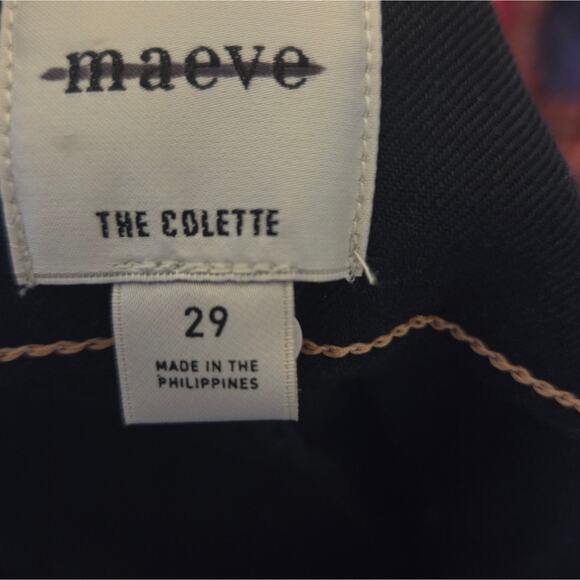 maeve
THE COLETTE
29
MADE IN THE
PHILIPPINES